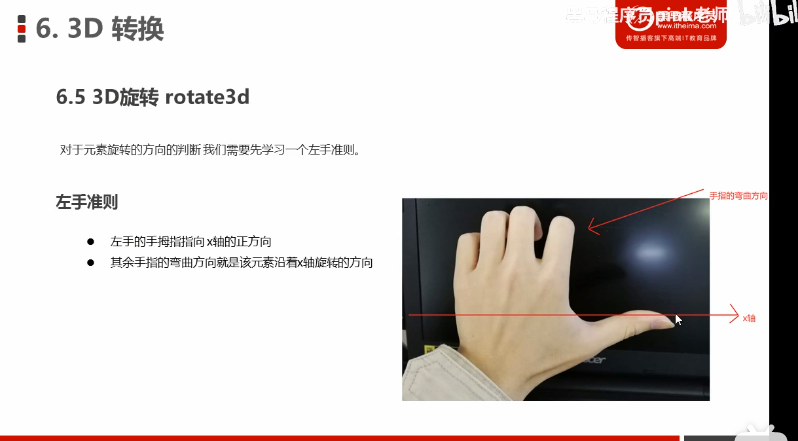 6. 3D 转换
pink老师
www.itheima.com
传智播客旗下高端IT教育品牌
bilibili
6.5 3D旋转 rotate3d
对于元素旋转的方向的判断 我们需要先学习一个左手准则。
左手准则
手指的弯曲方向
● 左手的手拇指指向 x轴的正方向
● 其余手指的弯曲方向就是该元素沿着x轴旋转的方向
x轴
acer